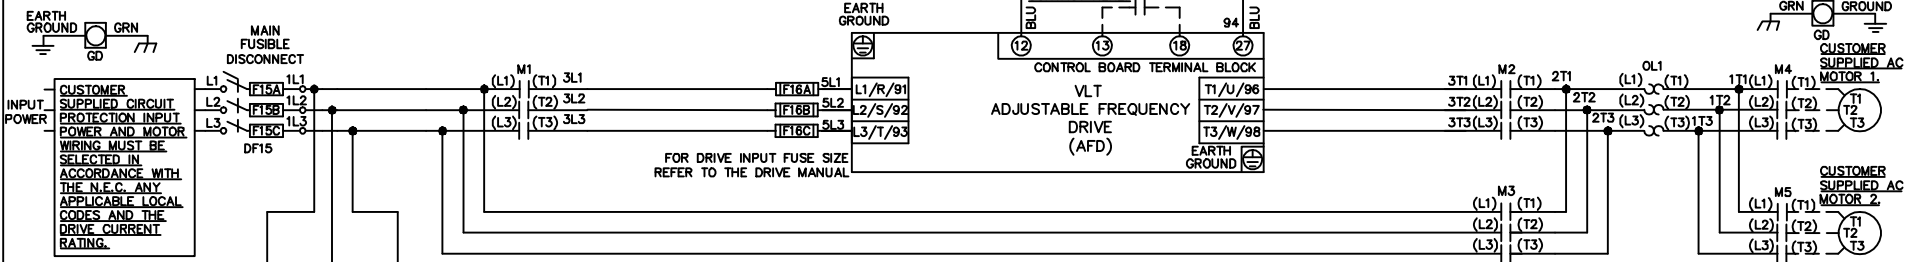 EARTH
GROUND
GRN
GD
MAIN
FUSIBLE
DISCONNECT
INPUT
POWER
CUSTOMER
SUPPLIED CIRCUIT
PROTECTION INPUT
POWER AND MOTOR
WIRING MUST BE
SELECTED IN
ACCORDANCE WITH
THE N.E.C. ANY
APPLICABLE LOCAL
CODES AND THE
DRIVE CURRENT
RATING.
L1 F15A 1L1
L2 F15B 1L2
L3 F15C 1L3
DF15
M1
(L1) (T1) 3L1
(L2) (T2) 3L2
(L3) (T3) 3L3
EARTH
GROUND
BLU
94
BLU
12 13 18 27
CONTROL BOARD TERMINAL BLOCK
IF16A 5L1
IF16B 5L2
IF16C 5L3
L1/R/91
L2/S/92
L3/T/93
VLT
ADJUSTABLE FREQUENCY
DRIVE
(AFD)
T1/U/96
T2/V/97
T3/W/98
EARTH
GROUND
FOR DRIVE INPUT FUSE SIZE
REFER TO THE DRIVE MANUAL
M2
3T1 (L1) (T1) 2T1
3T2 (L2) (T2) 2T2
3T3 (L3) (T3) 2T3
OL1
(L1) (T1) 1T1
(L2) (T2) 1T2
(L3) (T3) 1T3
M4
(L1) (T1)
(L2) (T2)
(L3) (T3)
GRN
GROUND
GD
CUSTOMER
SUPPLIED AC
MOTOR 1.
T1
T2
T3
M3
(L1) (T1)
(L2) (T2)
(L3) (T3)
M5
(L1) (T1)
(L2) (T2)
(L3) (T3)
CUSTOMER
SUPPLIED AC
MOTOR 2.
T1
T2
T3